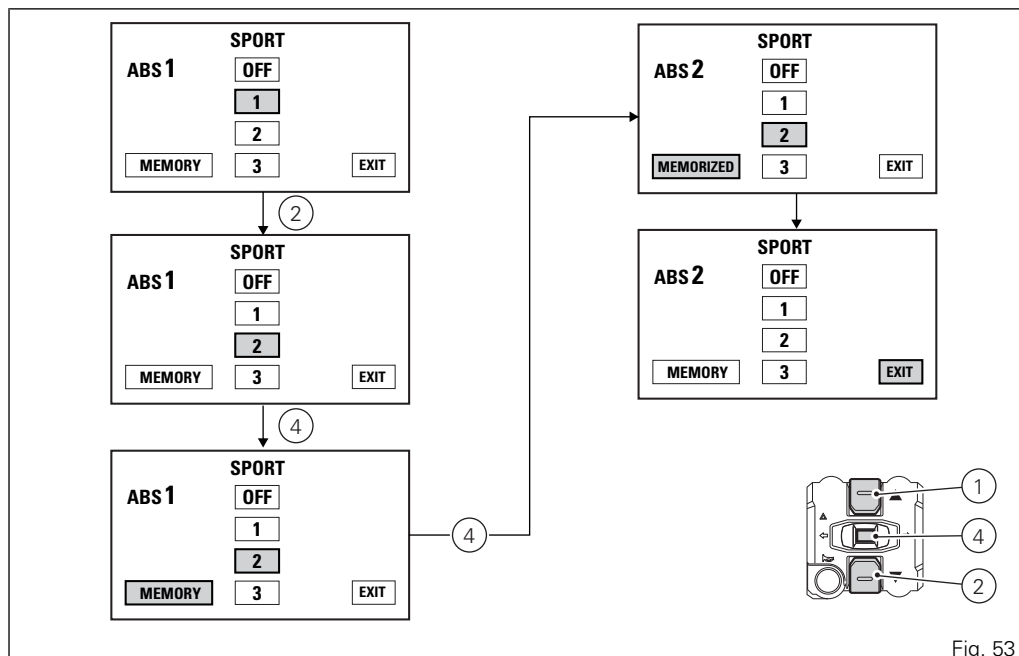 SPORT
ABS 1
OFF
1
2
3
MEMORY
EXIT
2
SPORT
ABS 1
OFF
1
2
3
MEMORY
EXIT
4
SPORT
ABS 1
OFF
1
2
3
MEMORY
EXIT
4
SPORT
ABS 2
OFF
1
2
3
MEMORIZED
EXIT
SPORT
ABS 2
OFF
1
2
3
MEMORY
EXIT
1
4
2
Fig. 53